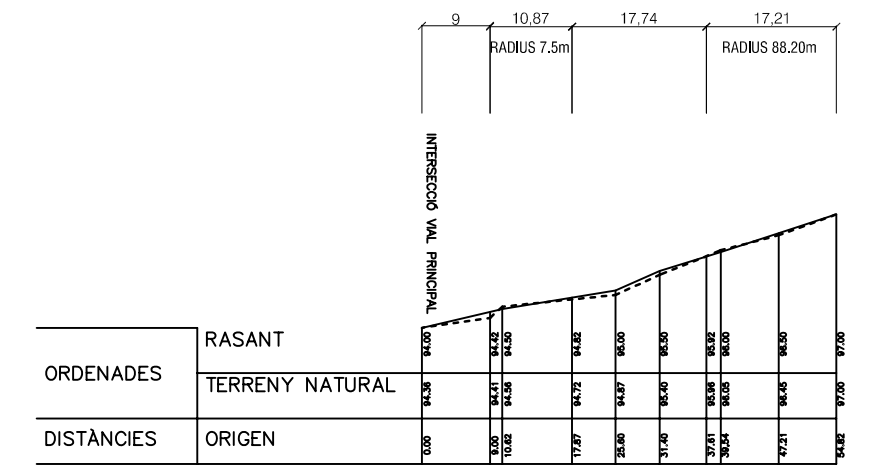 9 10,87 17,74 17,21
RADIUS 7.5m RADIUS 88.20m
INTERSECCIÓ VIAL PRINCIPAL
ORDENADES
RASANT 94.00 94.42 94.50 94.82 95.00 95.50 95.92 96.00 96.50 97.00
TERRENY NATURAL 94.36 94.41 94.56 94.72 94.87 95.40 95.96 96.05 96.45 97.00
DISTÀNCIES ORIGEN 0.00 9.00 10.62 17.87 25.60 31.40 37.61 39.54 47.21 54.82